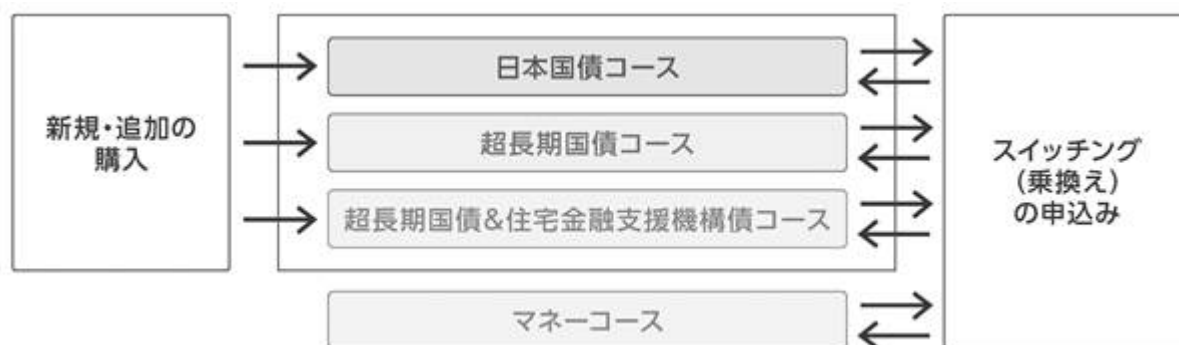 新規・追加の
購入
日本国債コース
超長期国債コース
超長期国債&住宅金融支援機構債コース
マネーコース
スイッチング
(乗換え)
の申込み